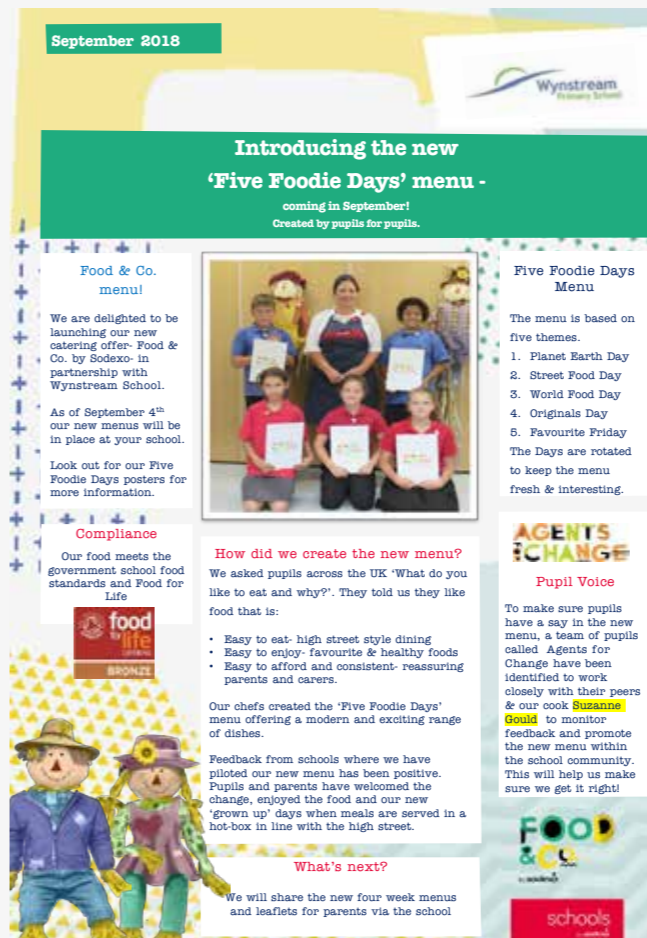 September 2018
Wynstream
Primary School
Introducing the new
‘Five Foodie Days’ menu -
coming in September!
Created by pupils for pupils.
Food & Co.
menu!
We are delighted to be
launching our new
catering offer- Food &
Co. by Sodexo- in
partnership with
Wynstream School.
As of September 4th
our new menus will be
in place at your school.
Look out for our Five
Foodie Days posters for
more information.
Compliance
Our food meets the
government school food
standards and Food for
Life
food
for life
BRONZE
How did we create the new menu?
We asked pupils across the UK ‘What do you
like to eat and why?’. They told us they like
food that is:
• Easy to eat- high street style dining
• Easy to enjoy- favourite & healthy foods
• Easy to afford and consistent- reassuring
parents and carers.
Our chefs created the ‘Five Foodie Days’
menu offering a modern and exciting range
of dishes.
Feedback from schools where we have
piloted our new menu has been positive.
Pupils and parents have welcomed the
change, enjoyed the food and our new
‘grown up’ days when meals are served in a
hot-box in line with the high street.
What’s next?
We will share the new four week menus
and leaflets for parents via the school
Five Foodie Days
Menu
The menu is based on
five themes.
1. Planet Earth Day
2. Street Food Day
3. World Food Day
4. Originals Day
5. Favourite Friday
The Days are rotated
to keep the menu
fresh & interesting.
AGENTS
CHANGE
Pupil Voice
To make sure pupils
have a say in the new
menu, a team of pupils
called Agents for
Change have been
identified to work
closely with their peers
& our cook Suzanne
Gould to monitor
feedback and promote
the new menu within
the school community.
This will help us make
sure we get it right!
FOOD
& Co
by sodexo
schools